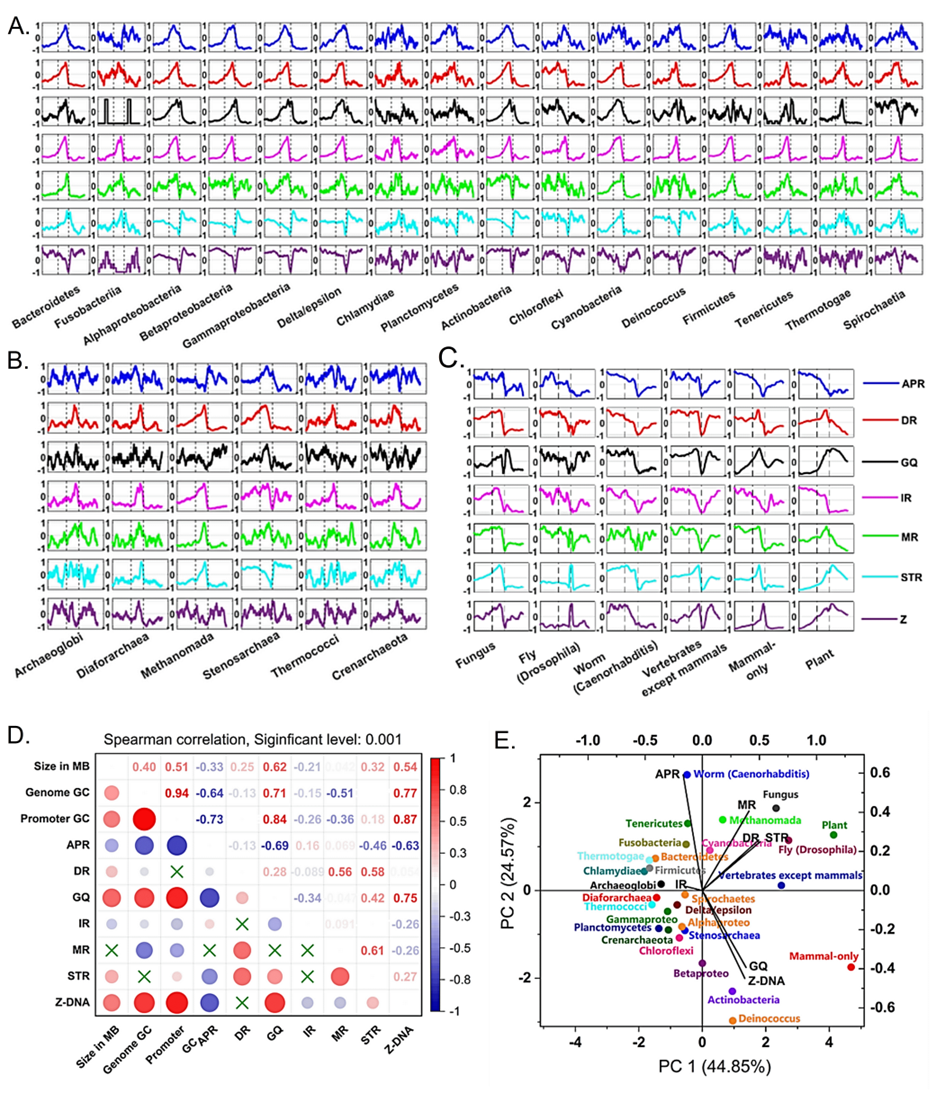 A.
Bacteroidetes
Fusobacteriia
Alphaproteobacteria
Betaproteobacteria
Gammaproteobacteria
Delta/epsilon
Chlamydiae
Planctomycetes
Actinobacteria
Chloroflexi
Cyanobacteria
Deinococcus
Firmicutes
Tenericutes
Thermotogae
Spirochaetia
B.
Archaeoglobi
Diaforarchaea
Methanomada
Stenosarchaea
Thermococci
Crenarchaeota
C.
APR
DR
GQ
IR
MR
STR
Z
Fungus
Fly
(Drosophila)
Worm
(Caenorhabditis)
Vertebrates
except mammals
Mammal-
only
Plant
D.
Spearman correlation, Siginficant level: 0.001
Size in MB 0.40 0.51 -0.33 0.25 0.62 -0.21 0.32 0.54
Genome GC 0.94 -0.64 -0.13 0.71 -0.15 -0.51 0.77
Promoter GC -0.73 0.84 -0.26 -0.36 0.18 0.87
APR -0.13 -0.69 0.16 -0.46 -0.63
DR 0.28 -0.089 0.56 0.58
GQ -0.34 0.42 0.75
IR 0.091 -0.26
MR 0.61 -0.26
STR 0.27
Z-DNA
Size in MB
Genome GC
Promoter
GC
APR
DR
GQ
IR
MR
STR
Z-DNA
1
0.8
0.6
0.4
0.2
0
-0.2
-0.4
-0.6
-0.8
-1
E.
-1.0 -0.5 0.0 0.5 1.0
APR
Worm (Caenorhabditis)
Fungus
MR
Methanomada
Tenericutes
Plant
Fusobacteria
Cyanobacteria
DR
STR
Fly (Drosophila)
Thermotogae
Bacteroidetes
Chlamydiae
Firmicutes
Vertebrates except mammals
Archaeoglobi
IR
Diaforarchaea
Spirochaetes
Thermococci
Delta/epsilon
Gammaproteo
Alphaproteo
Planctomycetes
Stenosarchaea
Crenarchaeota
Chloroflexi
Mammal-only
GQ
Betaproteo
Z-DNA
Actinobacteria
Deinococcus
2
0
-2
PC 2 (24.57%)
0.6
0.4
0.2
0.0
-0.2
-0.4
-0.6
-4 -2 0 2 4
PC 1 (44.85%)